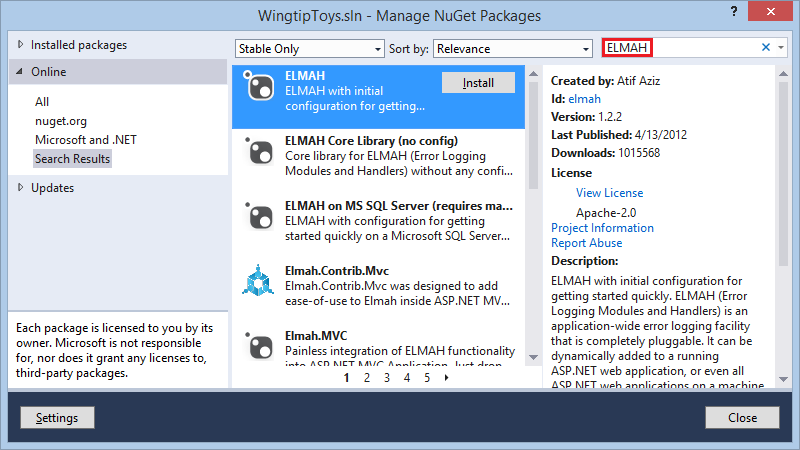 WingtipToys.sln - Manage NuGet Packages
?
Installed packages
Online
All
nuget.org
Microsoft and .NET
Search Results
Updates
Each package is licensed to you by its
owner. Microsoft is not responsible
for, nor does it grant any licenses to,
third-party packages.
Stable Only
Sort by:
Relevance
ELMAH
ELMAH
ELMAH with initial
configuration for getting...
Install
ELMAH Core Library (no config)
Core library for ELMAH (Error Logging
Modules and Handlers) without any confi...
ELMAH on MS SQL Server (requires ma...
ELMAH with configuration for getting
started quickly on a Microsoft SQL Server...
Elmah.Contrib.Mvc
Elmah.Contrib.Mvc was designed to add
ease-of-use to Elmah inside ASP.NET MV...
Elmah.MVC
Painless integration of ELMAH functionality
into ASP.NET MVC Application. Just drop
1 2 3 4 5
Created by: Atif Aziz
Id: elmah
Version: 1.2.2
Last Published: 4/13/2012
Downloads: 1015568
License
View License
Apache-2.0
Project Information
Report Abuse
Description:
ELMAH with initial configuration for
getting started quickly. ELMAH (Error
Logging Modules and Handlers) is an
application-wide error logging facility
that is completely pluggable. It can be
dynamically added to a running
ASP.NET web application, or even all
ASP.NET web applications on a machine
Settings
Close